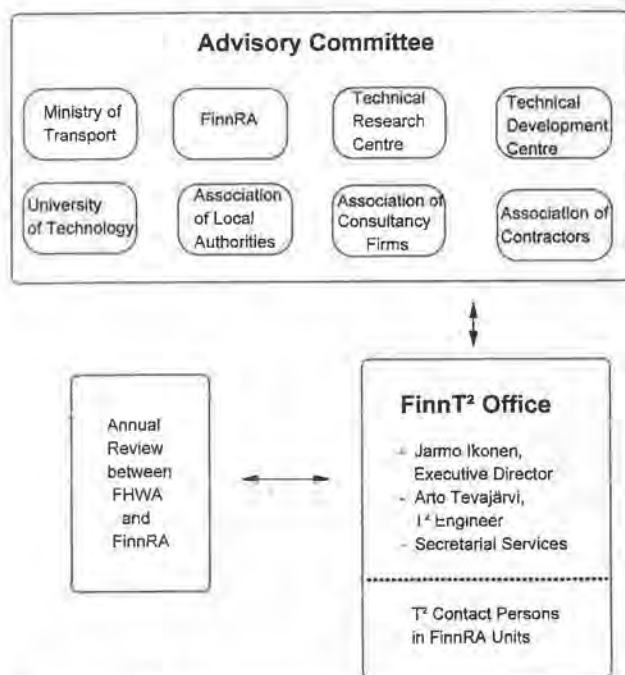 Advisory Committee
Ministry of
Transport
FinnRA
Technical
Research
Centre
Technical
Development
Centre
University
of Technology
Association
of Local
Authorities
Association of
Consultancy
Firms
Association of
Contractors
Annual
Review
between
FHWA
and
FinnRA
FinnT² Office
- Jarmo Ikonen,
Executive Director
- Arto Tevajärvi,
T² Engineer
- Secretarial Services
T² Contact Persons
in FinnRA Units